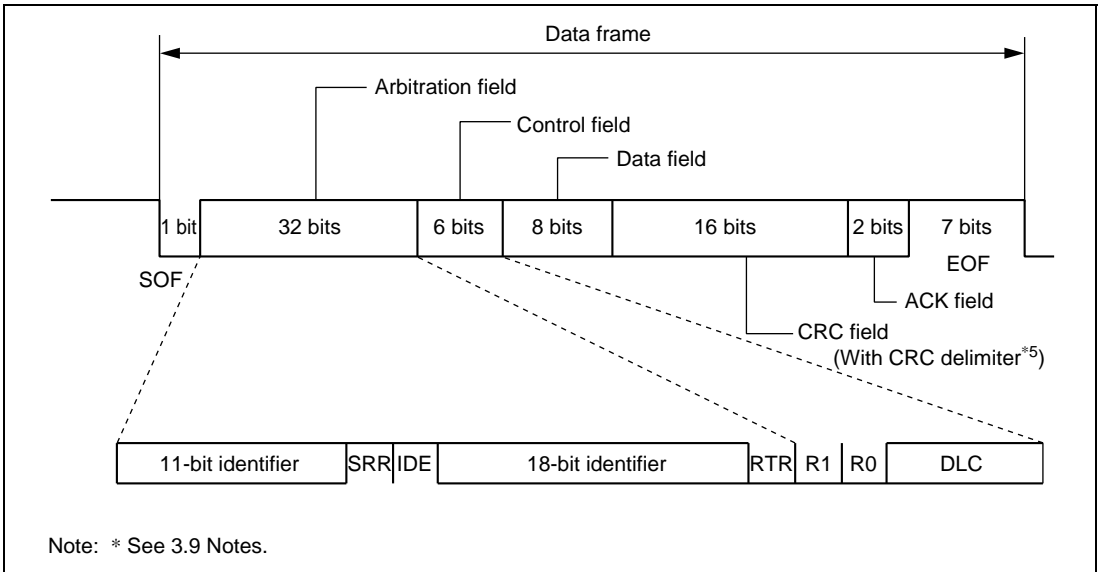 Data frame
Arbitration field
Control field
Data field
1 bit 32 bits 6 bits 8 bits 16 bits 2 bits 7 bits
SOF EOF
ACK field
CRC field
(With CRC delimiter*5)
11-bit identifier SRR IDE 18-bit identifier RTR R1 R0 DLC
Note: * See 3.9 Notes.